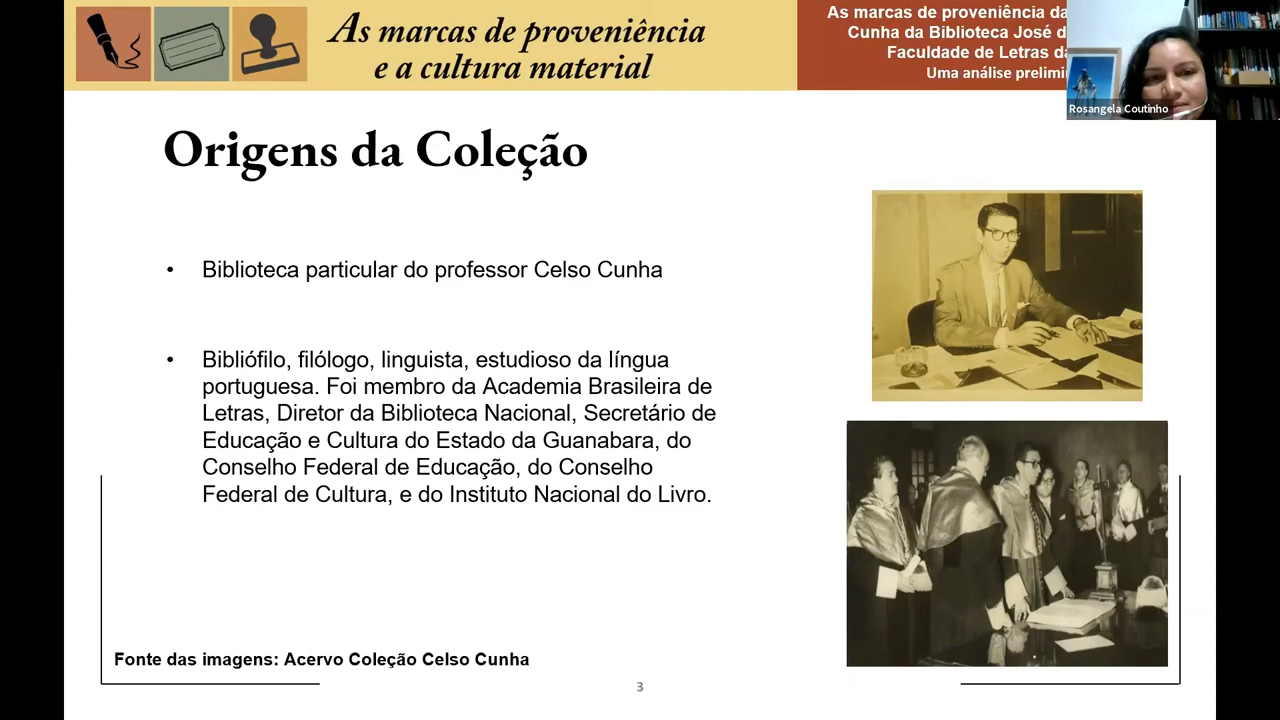 As marcas de proveniência
e a cultura material
As marcas de proveniência da
Cunha da Biblioteca José d
Faculdade de Letras da
Uma análise prelimi
Rosangela Coutinho
Origens da Coleção
• Biblioteca particular do professor Celso Cunha
• Bibliófilo, filólogo, linguista, estudioso da língua
portuguesa. Foi membro da Academia Brasileira de
Letras, Diretor da Biblioteca Nacional, Secretário de
Educação e Cultura do Estado da Guanabara, do
Conselho Federal de Educação, do Conselho
Federal de Cultura, e do Instituto Nacional do Livro.
Fonte das imagens: Acervo Coleção Celso Cunha
3